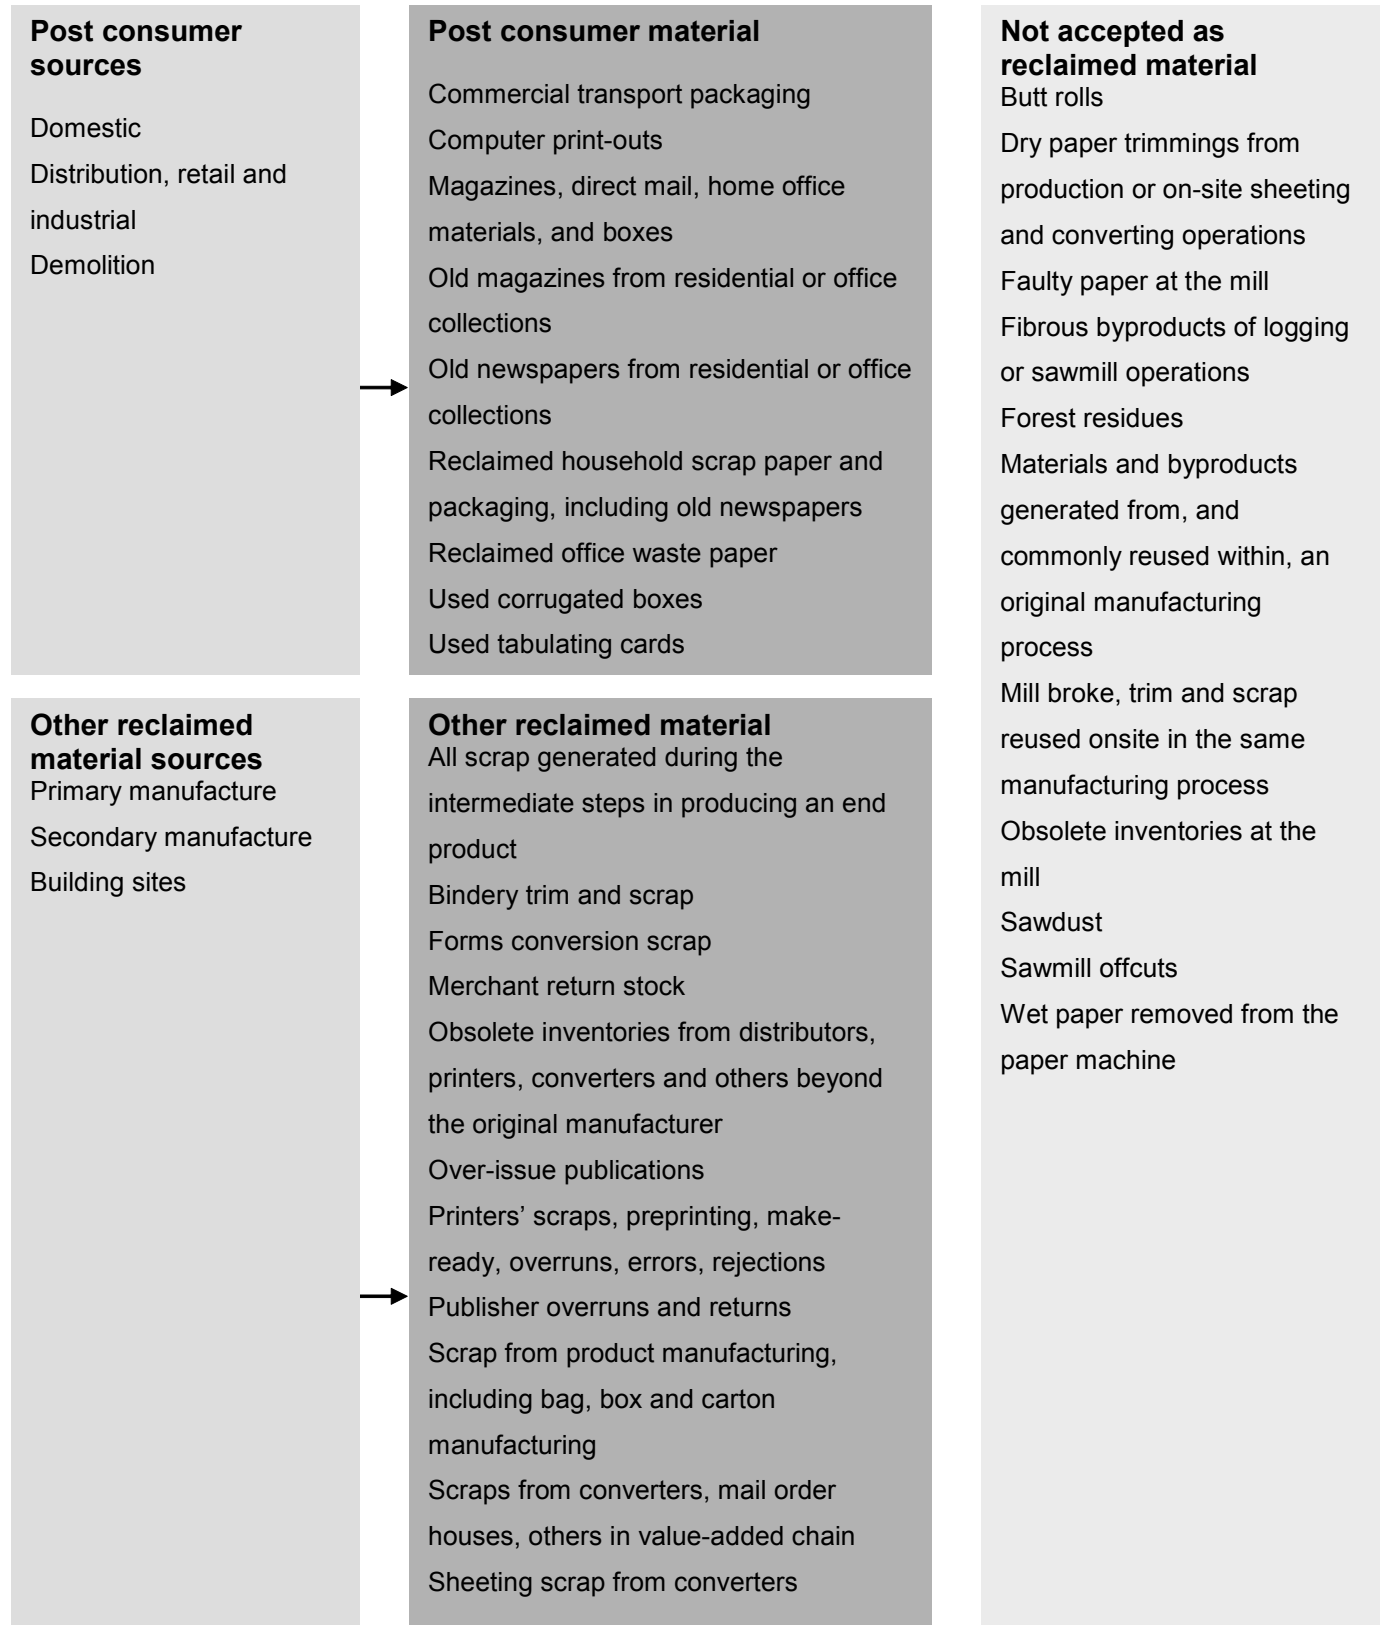 Post consumer
sources
Domestic
Distribution, retail and
industrial
Demolition
Post consumer material
Commercial transport packaging
Computer print-outs
Magazines, direct mail, home office
materials, and boxes
Old magazines from residential or office
collections
Old newspapers from residential or office
collections
Reclaimed household scrap paper and
packaging, including old newspapers
Reclaimed office waste paper
Used corrugated boxes
Used tabulating cards
Other reclaimed
material sources
Primary manufacture
Secondary manufacture
Building sites
Other reclaimed material
All scrap generated during the
intermediate steps in producing an end
product
Bindery trim and scrap
Forms conversion scrap
Merchant return stock
Obsolete inventories from distributors,
printers, converters and others beyond
the original manufacturer
Over-issue publications
Printers’ scraps, preprinting, make-
ready, overruns, errors, rejections
Publisher overruns and returns
Scrap from product manufacturing,
including bag, box and carton
manufacturing
Scraps from converters, mail order
houses, others in value-added chain
Sheeting scrap from converters
Not accepted as
reclaimed material
Butt rolls
Dry paper trimmings from
production or on-site sheeting
and converting operations
Faulty paper at the mill
Fibrous byproducts of logging
or sawmill operations
Forest residues
Materials and byproducts
generated from, and
commonly reused within, an
original manufacturing
process
Mill broke, trim and scrap
reused onsite in the same
manufacturing process
Obsolete inventories at the
mill
Sawdust
Sawmill offcuts
Wet paper removed from the
paper machine